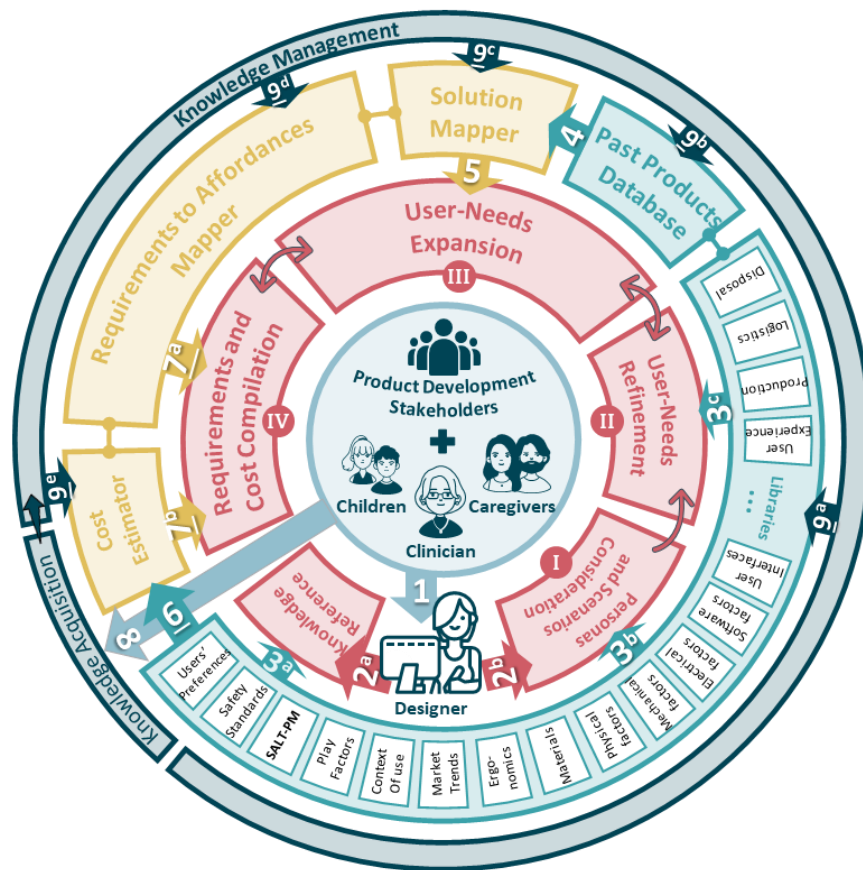 Knowledge Management
9c
9d
9b
Solution
Mapper
4
Past Products
Database
Requirements to Affordances
Mapper
5
User-Needs
Expansion
III
Disposal
Logistics
Production
User
Experience
Libraries
...
User
Interfaces
Software
factors
Electrical
factors
Mechanical
factors
Physical
factors
Materials
Ergo-
nomics
Market
Trends
Context
Of use
Play
Factors
SALT-PM
Safety
Standards
Users'
Preferences
7a
Requirements and
Cost Compilation
IV
Product Development
Stakeholders
Children
Caregivers
Clinician
II
User-Needs
Refinement
3c
9a
9e
Cost
Estimator
7b
I
Personas
and Scenarios
Consideration
Knowledge
Reference
1
6
8
3a
2a
2b
3b
Designer
Knowledge Acquisition